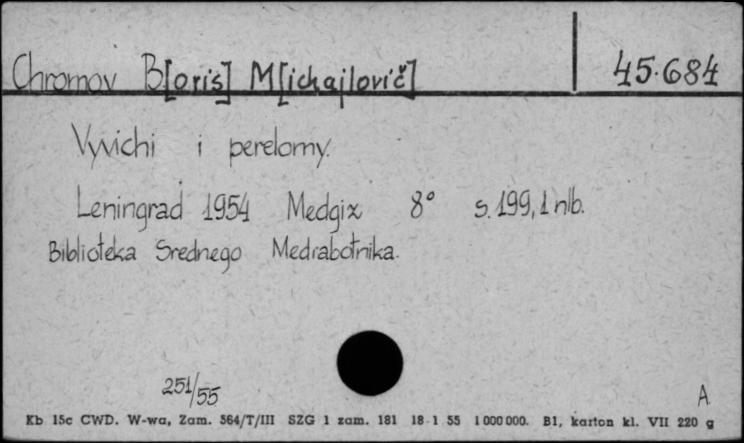 Chromov B[oris] M[ichajlovič] 45.684
Vyvichi i perelomy.
Leningrad 1954 Medgiz 8° s. 199, 1 nlb.
Biblioteka Srednego Medrabotnika.
251/55
A
Kb 15c CWD. W-wa, Zam. 564/T/III SZG 1 zam. 181 18-1 55 1 000 000. B1, karton kl. VII 220 g